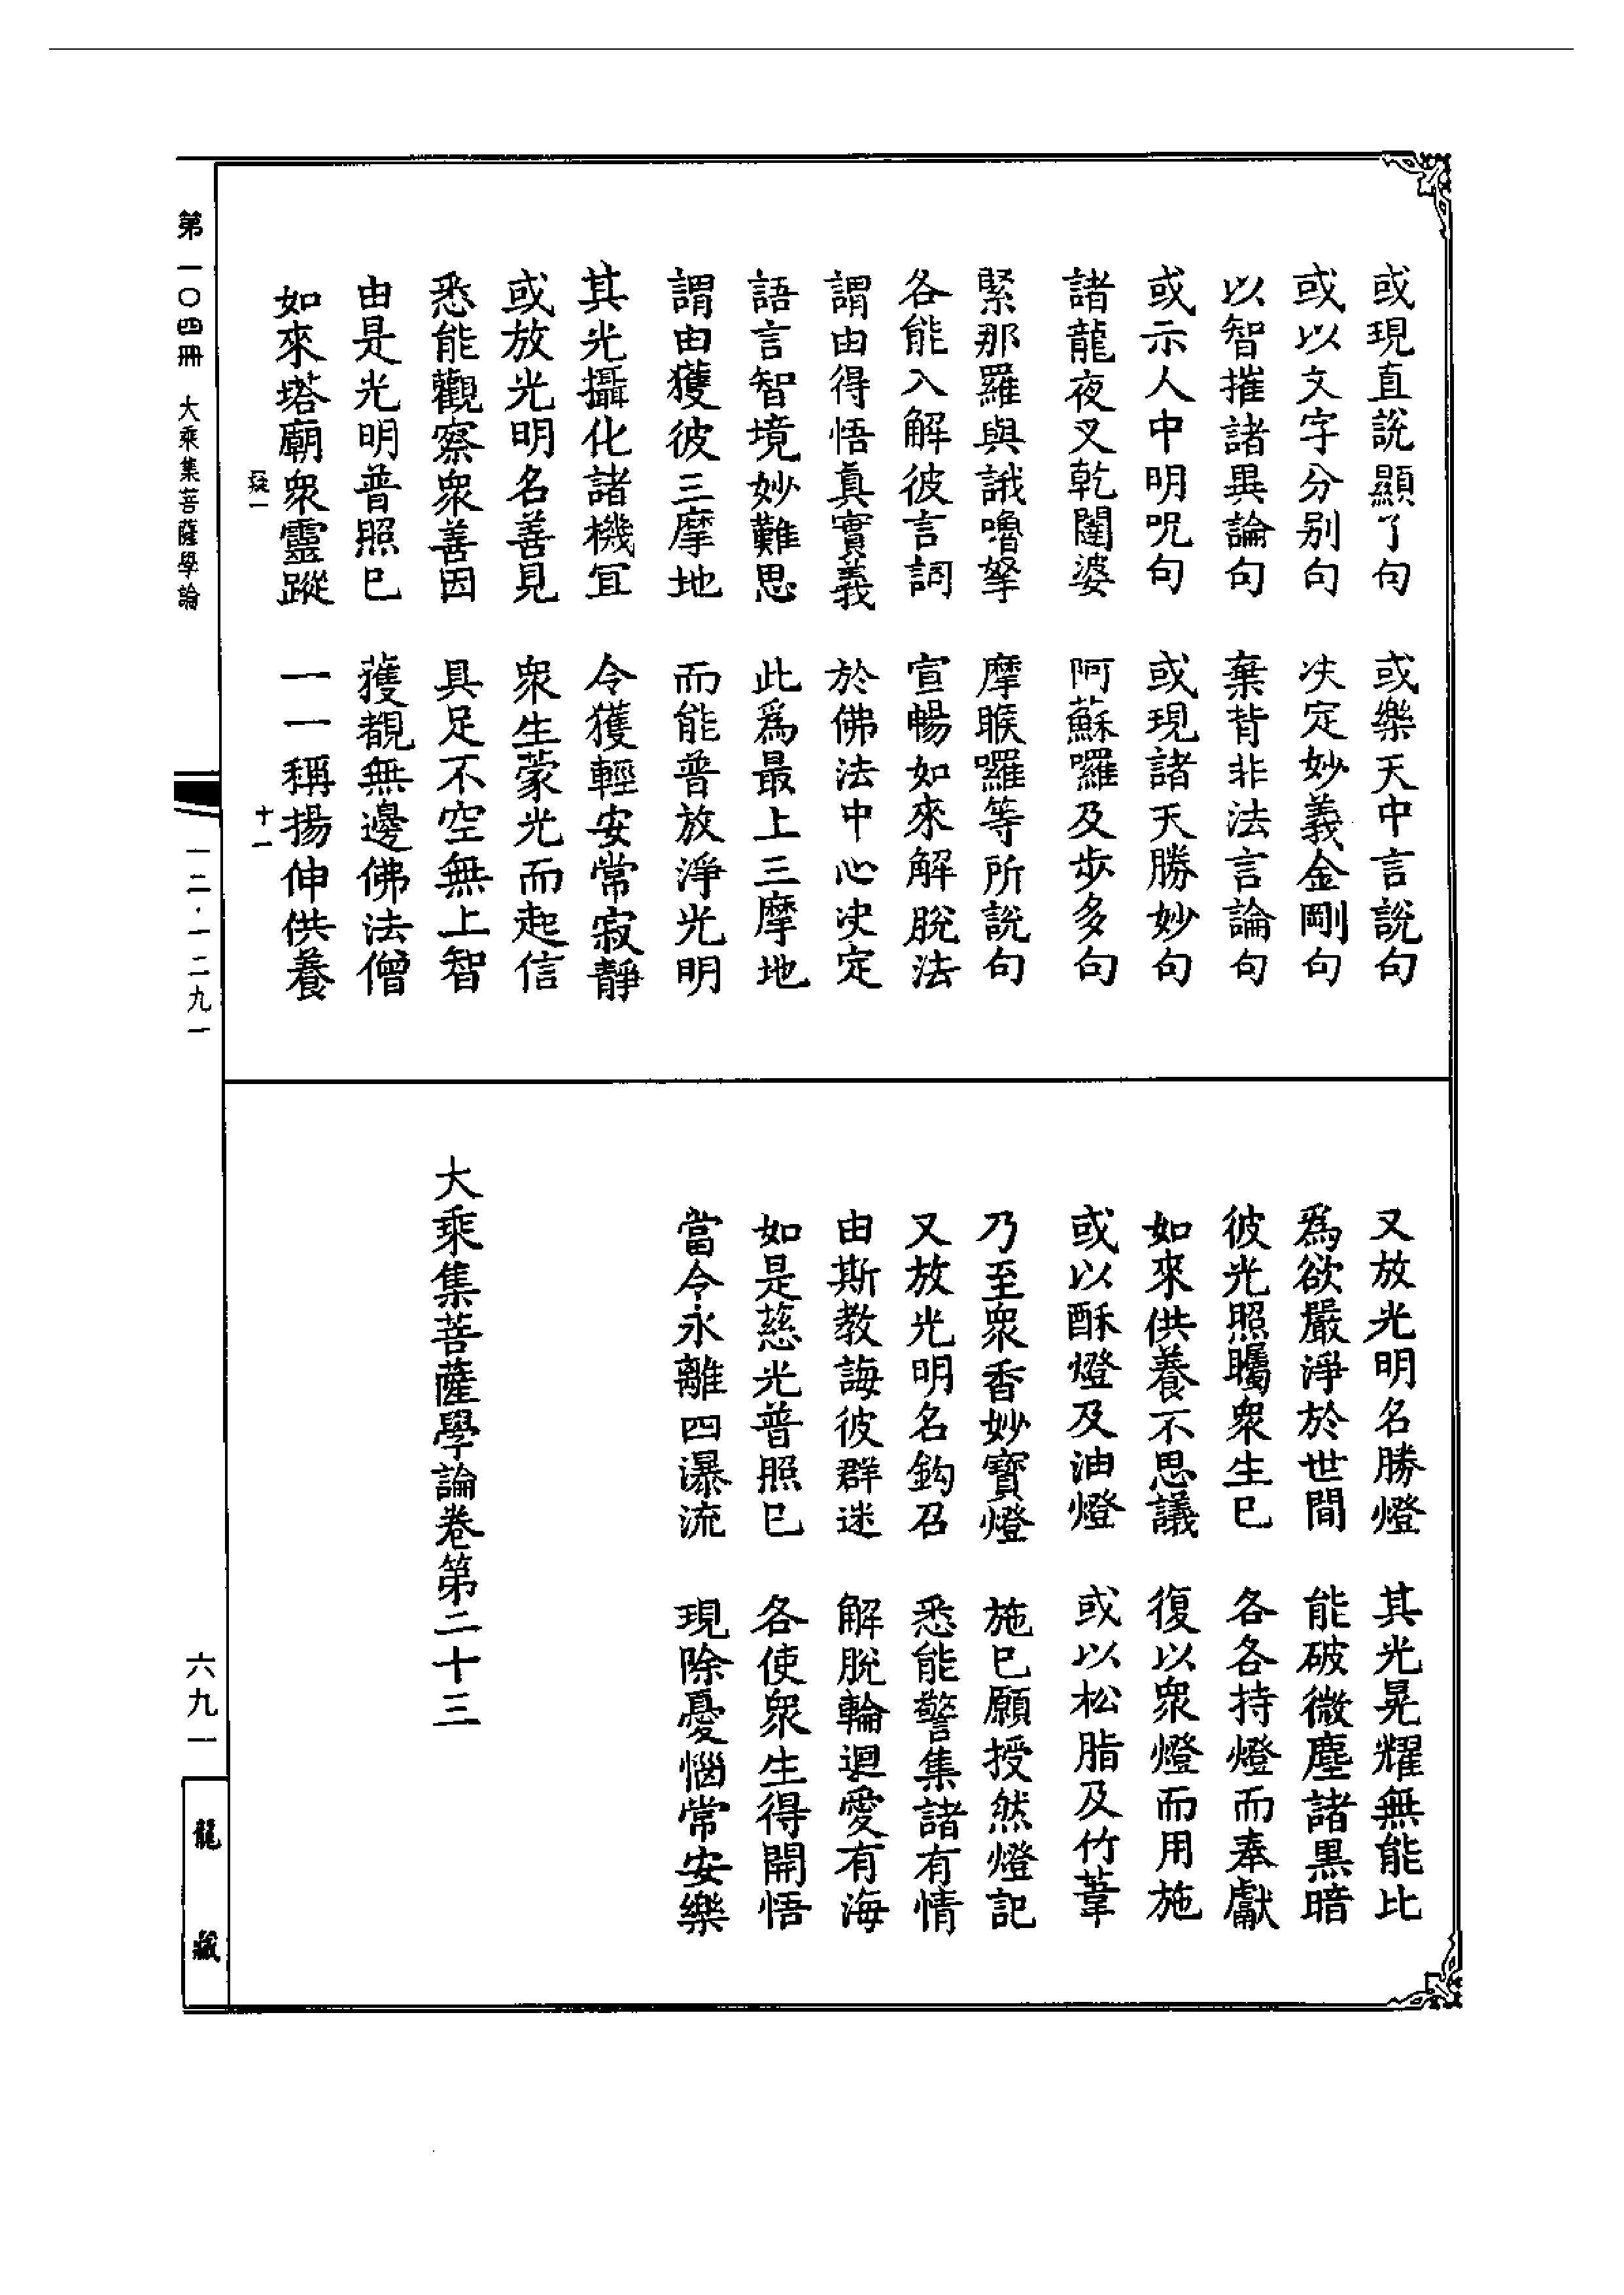 或現直說顯了句　或樂天中言說句
或以文字分別句　决定妙義金剛句
以智摧諸異論句　棄背非法言論句
或示人中明呪句　或現諸天勝妙句
諸龍夜叉乾闥婆　阿蘇囉及步多句
緊那羅與誐嚕拏　摩睺囉等所說句
各能入解彼言詞　宣暢如來解脫法
謂由得悟真實義　於佛法中心决定
語言智境妙難思　此為最上三摩地
謂由獲彼三摩地　而能普放淨光明
其光攝化諸機宜　令獲輕安常寂靜
或放光明名善見　衆生蒙光而起信
悉能觀察衆善因　具足不空無上智
由是光明普照已　獲覩無邊佛法僧
如來塔廟衆靈蹤　一一稱揚伸供養
疑一　十一
又放光明名勝燈　其光晃耀無能比
為欲嚴淨於世間　能破微塵諸黑暗
彼光照矚衆生已　各各持燈而奉獻
如來供養不思議　復以衆燈而用施
或以酥燈及油燈　或以松脂及竹葦
乃至衆香妙寶燈　施已願授然燈記
又放光明名鈎召　悉能警集諸有情
由斯教誨彼群迷　解脫輪迴愛有海
如是慈光普照已　各使衆生得開悟
當令永離四瀑流　現除憂惱常安樂
大乘集菩薩學論卷第二十三
第一〇四冊　大乘集菩薩學論
一二·一二九一
六九一
龍藏